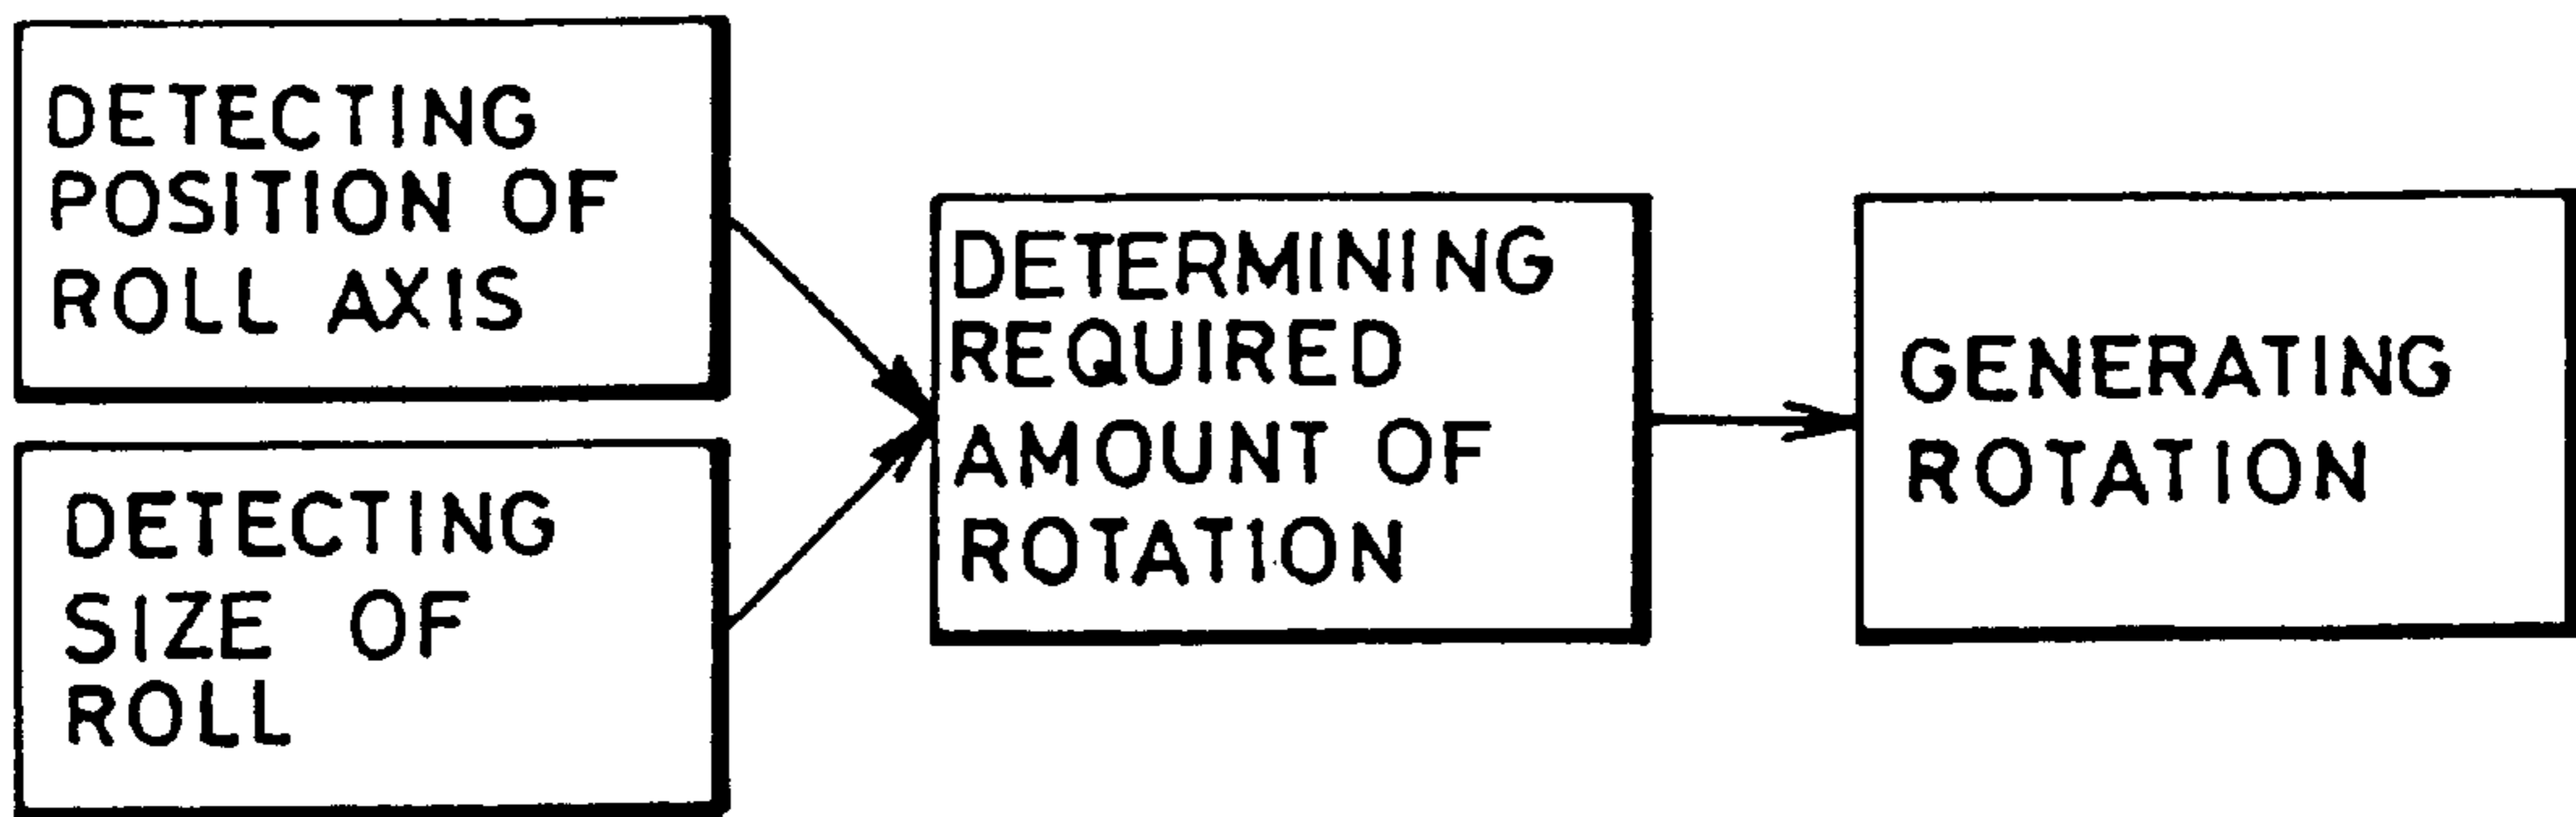 DETECTING
POSITION OF
ROLL AXIS
DETECTING
SIZE OF
ROLL
DETERMINING
REQUIRED
AMOUNT OF
ROTATION
GENERATING
ROTATION